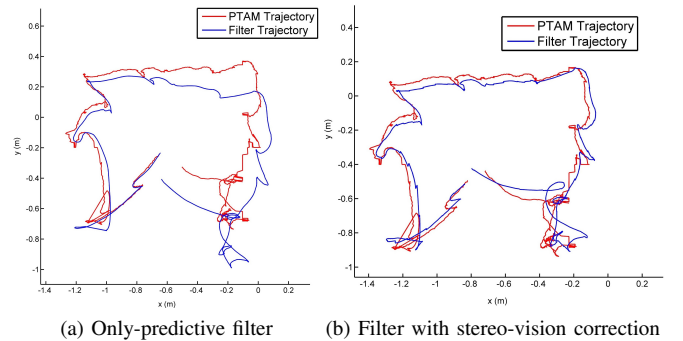 PTAM Trajectory
Filter Trajectory
0.6
0.4
0.2
0
-0.2
-0.4
-0.6
-0.8
-1
y (m)
-1.4 -1.2 -1 -0.8 -0.6 -0.4 -0.2 0 0.2
x (m)
(a) Only-predictive filter
PTAM Trajectory
Filter Trajectory
0.6
0.4
0.2
0
-0.2
-0.4
-0.6
-0.8
-1
y (m)
-1.4 -1.2 -1 -0.8 -0.6 -0.4 -0.2 0 0.2
x (m)
(b) Filter with stereo-vision correction